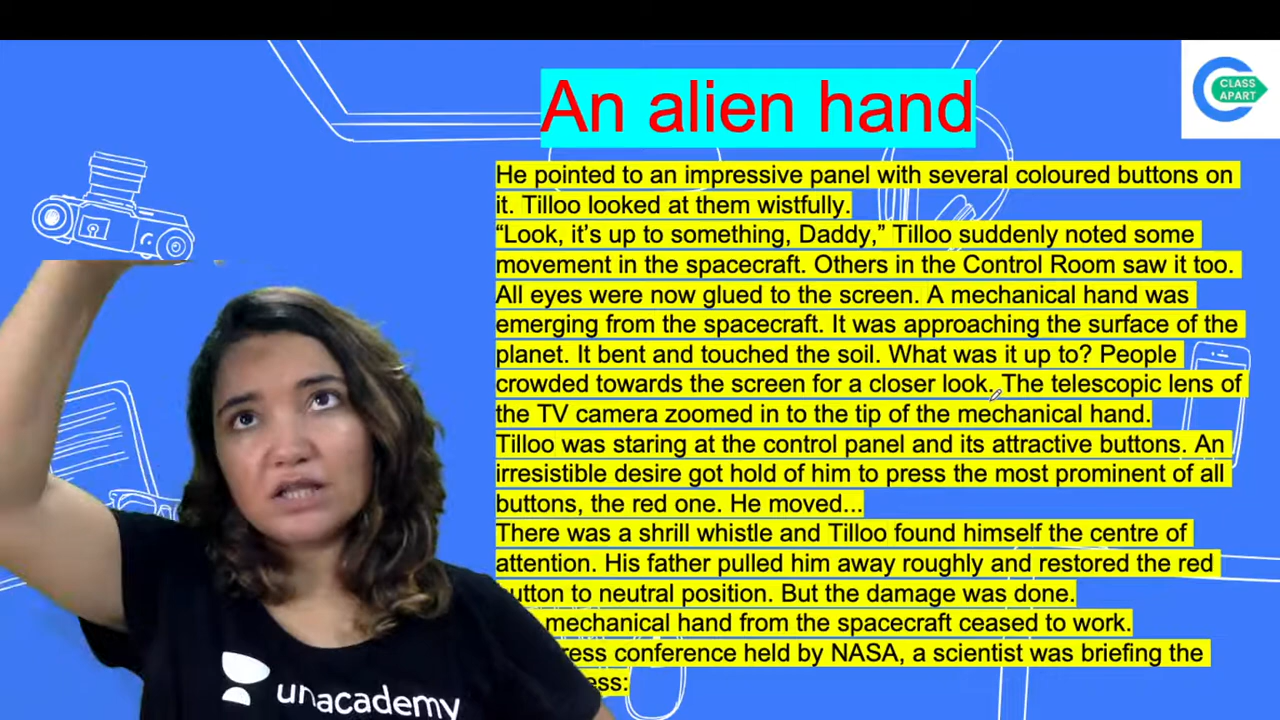 An alien hand
CLASS
APART
He pointed to an impressive panel with several coloured buttons on
it. Tilloo looked at them wistfully.
“Look, it’s up to something, Daddy,” Tilloo suddenly noted some
movement in the spacecraft. Others in the Control Room saw it too.
All eyes were now glued to the screen. A mechanical hand was
emerging from the spacecraft. It was approaching the surface of the
planet. It bent and touched the soil. What was it up to? People
crowded towards the screen for a closer look. The telescopic lens of
the TV camera zoomed in to the tip of the mechanical hand.
Tilloo was staring at the control panel and its attractive buttons. An
irresistible desire got hold of him to press the most prominent of all
buttons, the red one. He moved...
There was a shrill whistle and Tilloo found himself the centre of
attention. His father pulled him away roughly and restored the red
utton to neutral position. But the damage was done.
mechanical hand from the spacecraft ceased to work.
ress conference held by NASA, a scientist was briefing the
ess:
unacademy